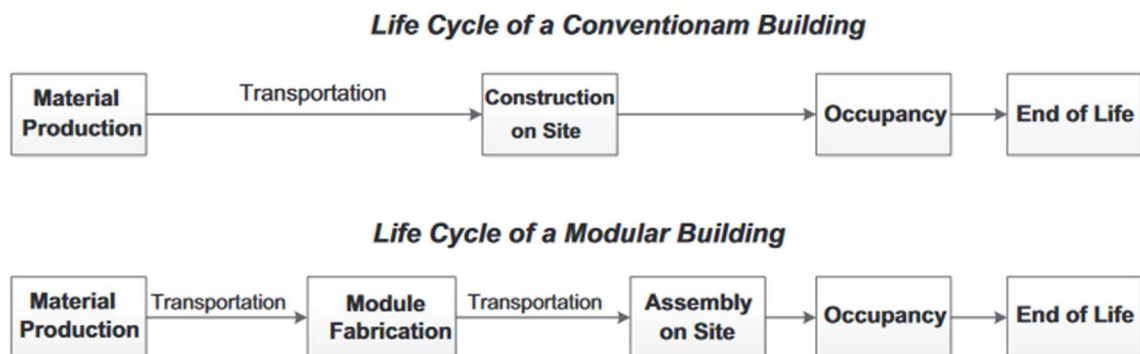 Life Cycle of a Conventionam Building
Material
Production
Transportation
Construction
on Site
Occupancy
End of Life
Life Cycle of a Modular Building
Material
Production
Transportation
Module
Fabrication
Transportation
Assembly
on Site
Occupancy
End of Life